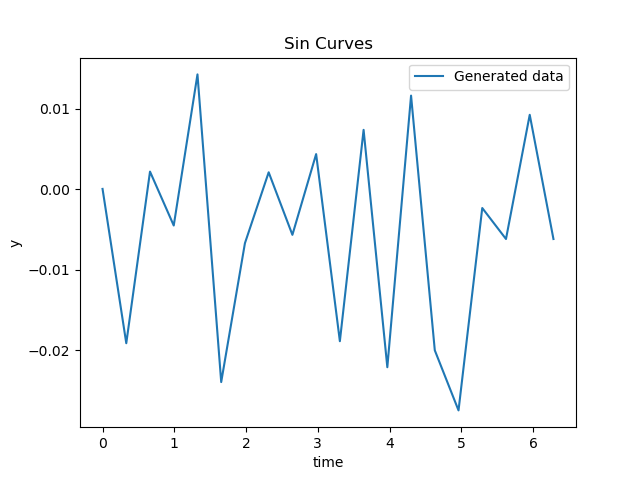 Sin Curves
Generated data
0.01
0.00
−0.01
−0.02
y
0 1 2 3 4 5 6
time